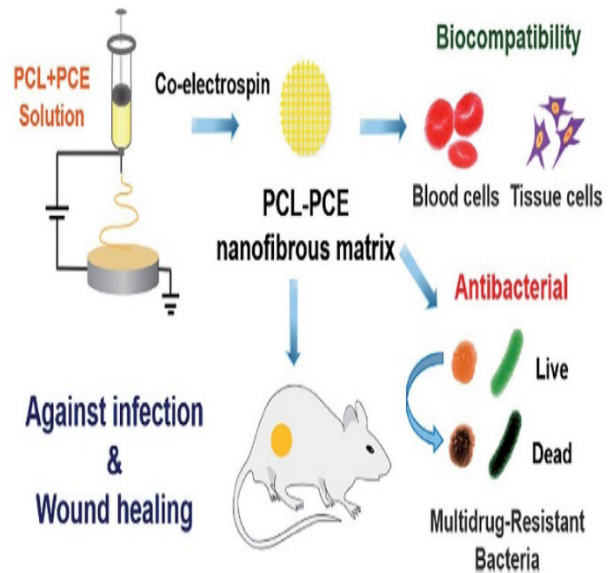 PCL+PCE
Solution
Co-electrospin
Biocompatibility
Blood cells
Tissue cells
PCL-PCE
nanofibrous matrix
Antibacterial
Live
Dead
Multidrug-Resistant
Bacteria
Against infection
&
Wound healing